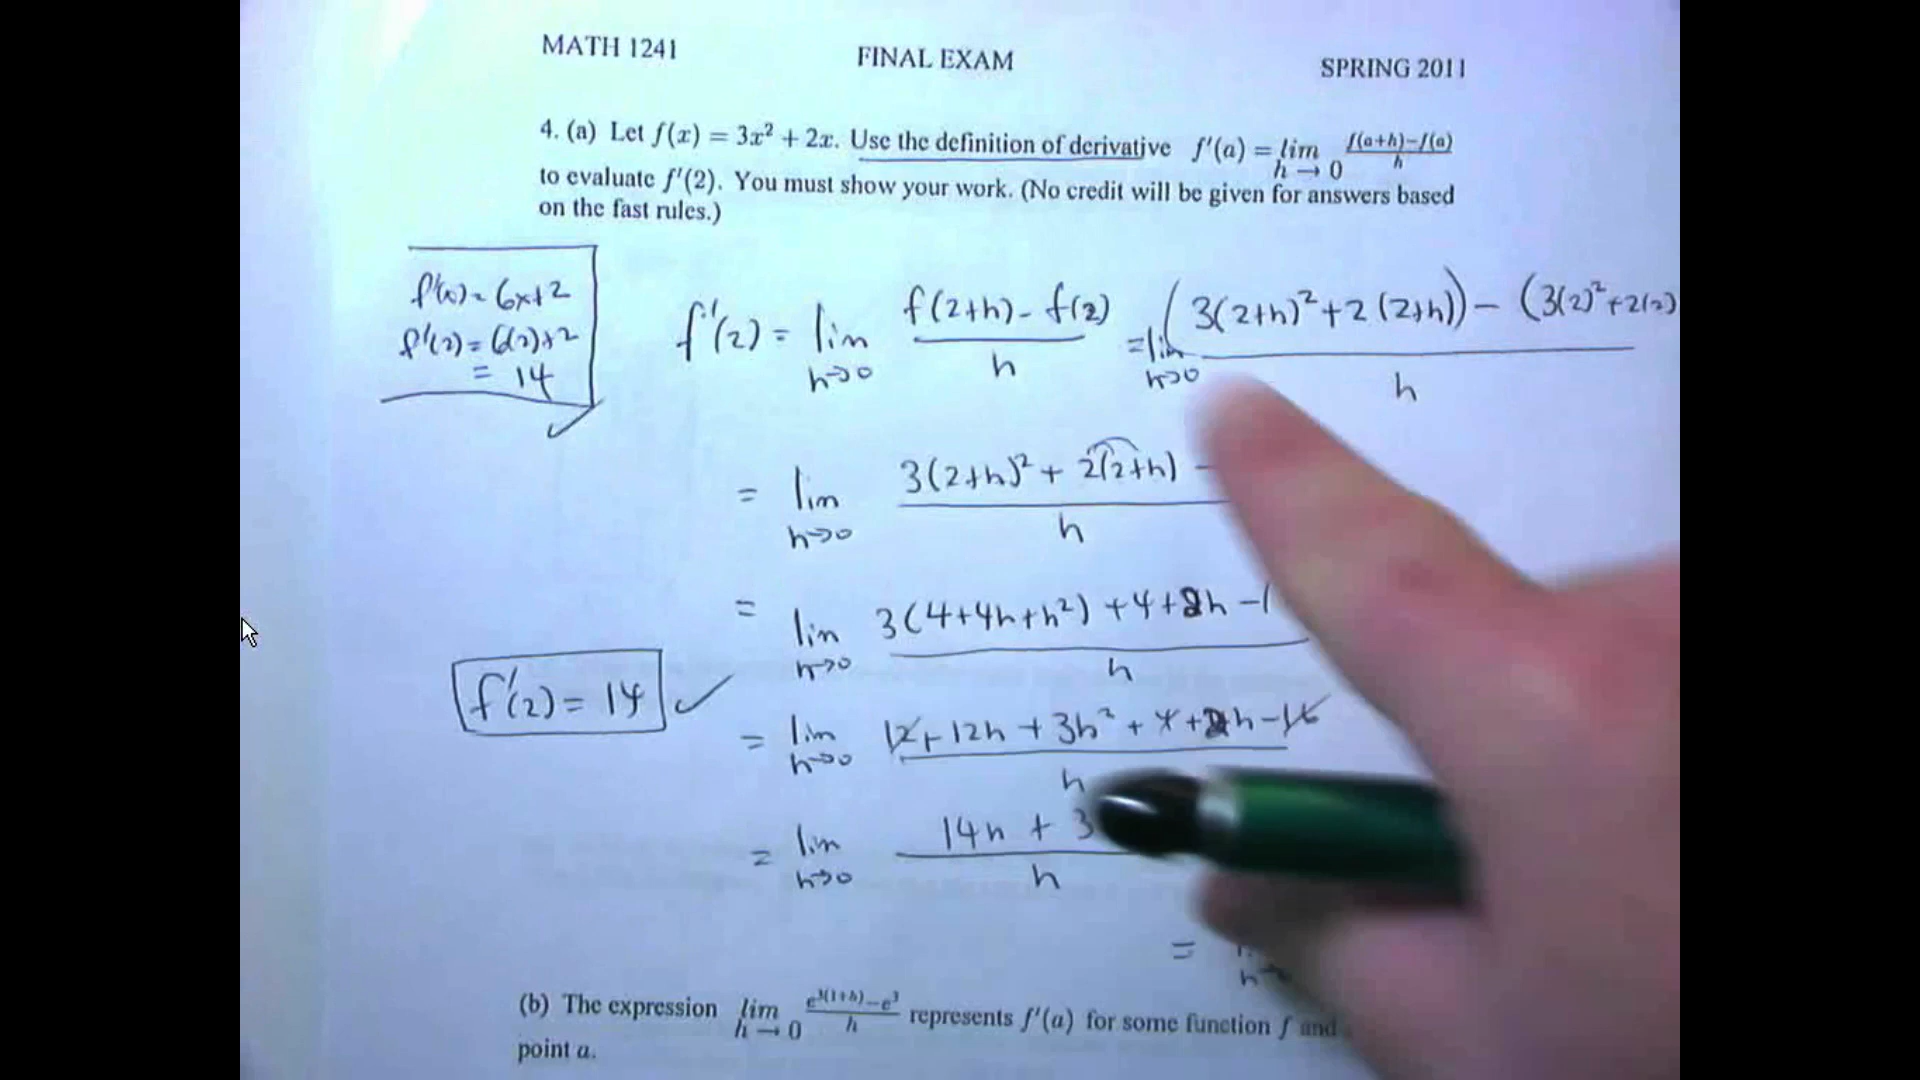 MATH 1241 FINAL EXAM SPRING 2011
4. (a) Let f(x) = 3x² + 2x. Use the definition of derivative f'(a) = lim h → 0 f(a+h)−f(a) / h
to evaluate f'(2). You must show your work. (No credit will be given for answers based
on the fast rules.)
f'(x) = 6x+2
f'(2) = 6(2)+2
= 14
f'(2) = lim h→0 f(2+h) - f(2) / h = lim h→0 (3(2+h)² + 2(2+h)) - (3(2)² + 2(2) / h
= lim h→0 3(2+h)² + 2(2+h) - / h
= lim h→0 3(4+4h+h²) + 4 + 2h - 1 / h
f'(2) = 14
= lim h→0 12 + 12h + 3h² + 4 + 2h - 16 / h
= lim h→0 14h + 3 / h
=
(b) The expression lim h → 0 e³⁽¹⁺ʰ⁾−e³ / h represents f'(a) for some function f and
point a.